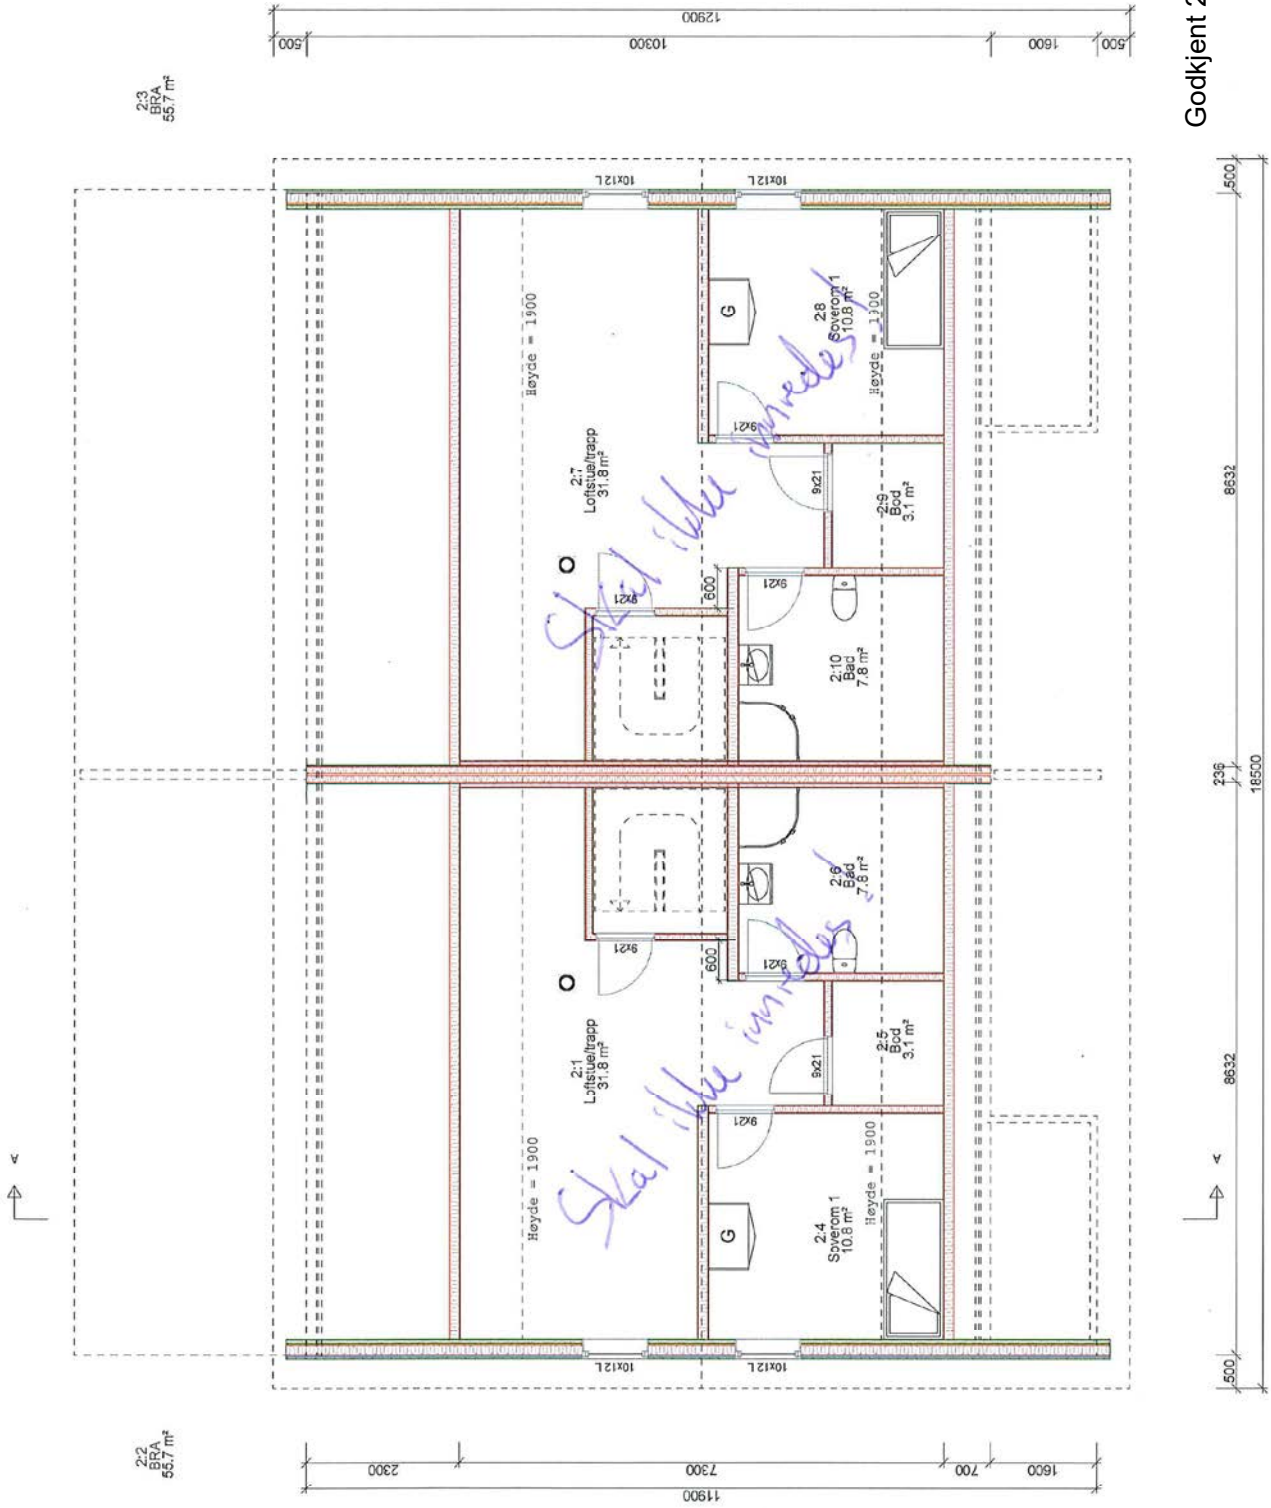 2:3
BRA
55.7 m²
12900
500
10300
1600
500
Godkjent 2
10x12 L
10x12 L
Høyde = 1900
G
2:8
Soverom 1
10.8 m²
Høyde = 1900
9x21
2:7
Loftstue/trapp
31.8 m²
9x21
2:9
Bod
3.1 m²
9x21
600
9x21
2:10
Bad
7.8 m²
Skal ikke innredes !
500
8632
236
18500
8632
500
2:6
Bad
7.8 m²
9x21
600
9x21
2:1
Loftstue/trapp
31.8 m²
9x21
2:5
Bod
3.1 m²
9x21
Skal ikke innredes !
Høyde = 1900
G
2:4
Soverom 1
10.8 m²
Høyde = 1900
A
A
10x12 L
10x12 L
2:2
BRA
55.7 m²
2300
7300
700
1600
11900